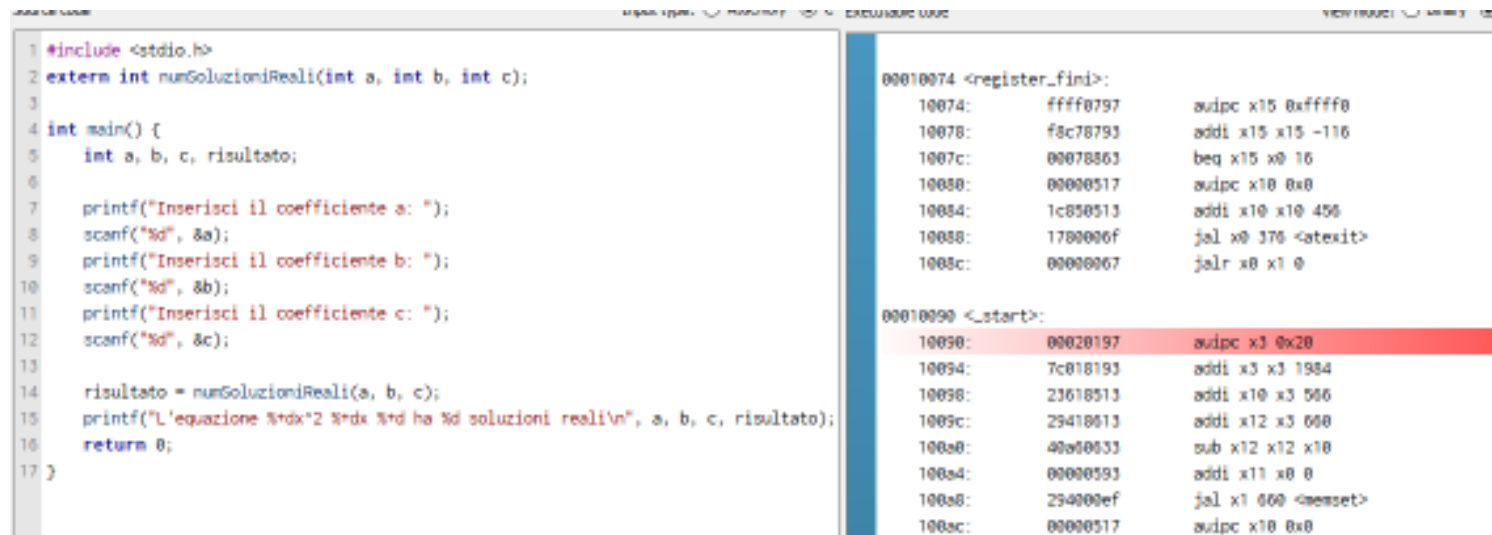 Source code
Input type: Assembly C
Executable code
View mode: Binary
1 #include <stdio.h>
2 extern int numSoluzioniReali(int a, int b, int c);
3
4 int main() {
5 int a, b, c, risultato;
6
7 printf("Inserisci il coefficiente a: ");
8 scanf("%d", &a);
9 printf("Inserisci il coefficiente b: ");
10 scanf("%d", &b);
11 printf("Inserisci il coefficiente c: ");
12 scanf("%d", &c);
13
14 risultato = numSoluzioniReali(a, b, c);
15 printf("L'equazione %+dx^2 %+dx %+d ha %d soluzioni reali\n", a, b, c, risultato);
16 return 0;
17 }
00010074 <register_fini>:
10074: ffff0797 auipc x15 0xffff0
10078: f8c78793 addi x15 x15 -116
1007c: 00078863 beq x15 x0 16
10080: 00000517 auipc x10 0x0
10084: 1c850513 addi x10 x10 456
10088: 1780006f jal x0 376 <atexit>
1008c: 00008067 jalr x0 x1 0
00010090 <_start>:
10090: 00020197 auipc x3 0x20
10094: 7c018193 addi x3 x3 1984
10098: 23618513 addi x10 x3 566
1009c: 29418613 addi x12 x3 660
100a0: 40a60633 sub x12 x12 x10
100a4: 00000593 addi x11 x0 0
100a8: 294000ef jal x1 660 <memset>
100ac: 00000517 auipc x10 0x0